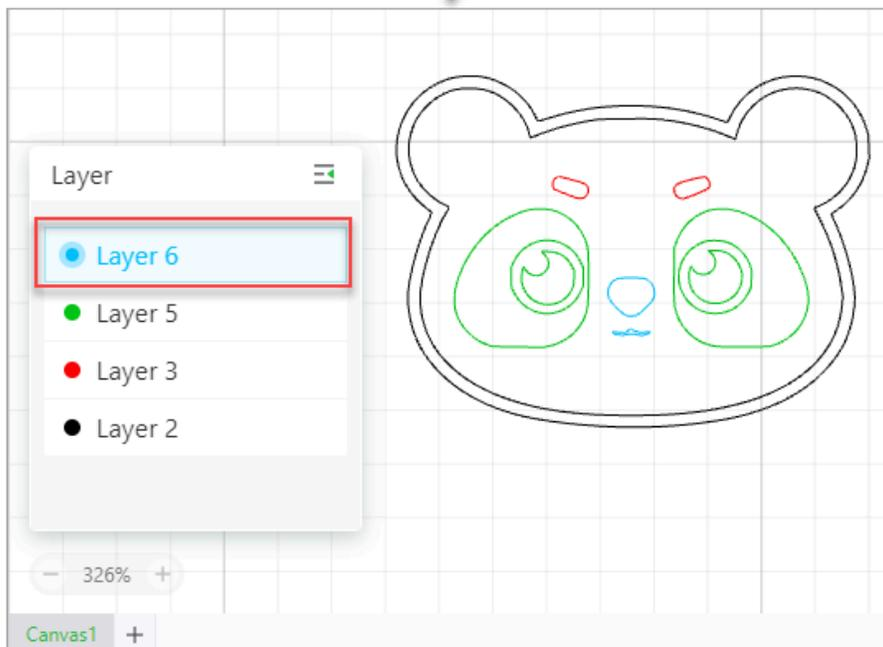 Layer
Layer 6
Layer 5
Layer 3
Layer 2
− 326% +
Canvas1 +